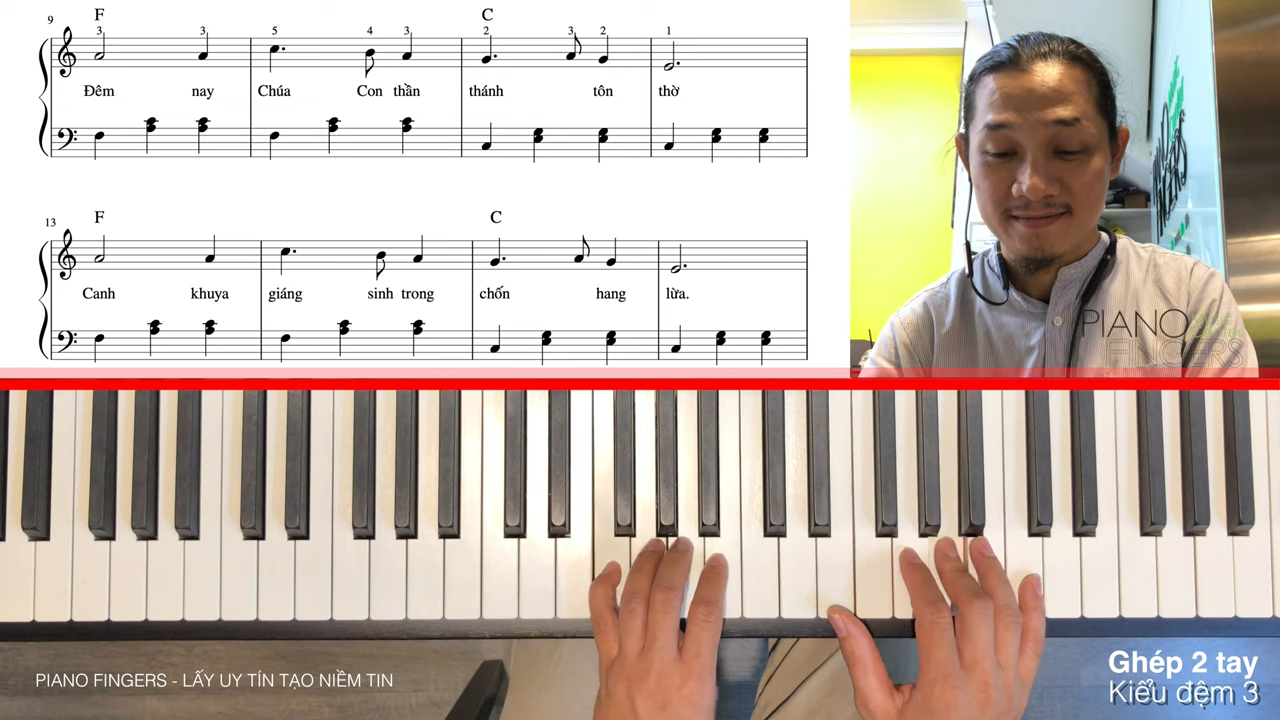 9 F C
3 3 5 4 3 2 3 2 1
Đêm nay Chúa Con thần thánh tôn thờ
13 F C
Canh khuya giáng sinh trong chốn hang lừa.
PIANO
FINGERS
PIANO FINGERS - LẤY UY TÍN TẠO NIỀM TIN
Ghép 2 tay
Kiểu đệm 3